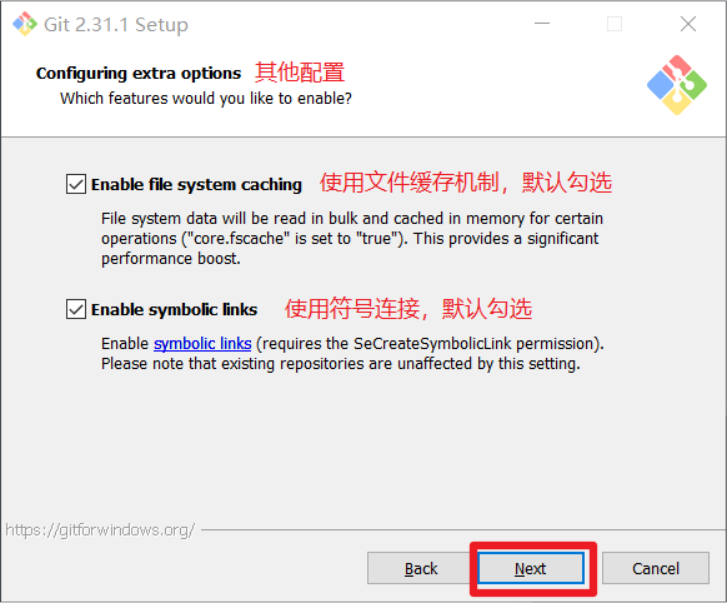 Git 2.31.1 Setup
Configuring extra options 其他配置
Which features would you like to enable?
Enable file system caching 使用文件缓存机制，默认勾选
File system data will be read in bulk and cached in memory for certain
operations ("core.fscache" is set to "true"). This provides a significant
performance boost.
Enable symbolic links 使用符号连接，默认勾选
Enable symbolic links (requires the SeCreateSymbolicLink permission).
Please note that existing repositories are unaffected by this setting.
https://gitforwindows.org/
Back Next Cancel